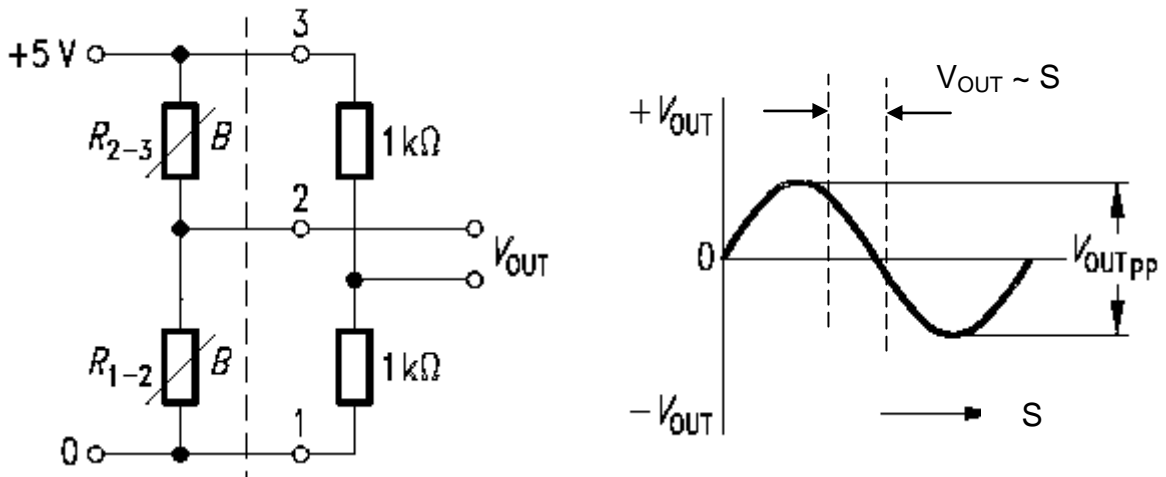 +5 V
3
R2-3
B
1 kΩ
2
VOUT
R1-2
B
1 kΩ
1
0
VOUT ~ S
+VOUT
0
VOUTPP
-VOUT
S